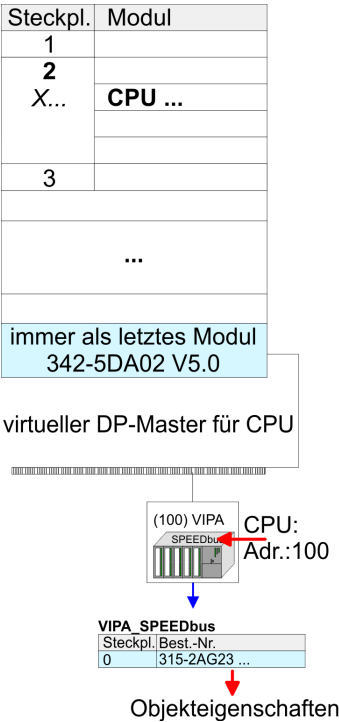 Steckpl. Modul
1
2
X...
CPU ...
3
...
immer als letztes Modul
342-5DA02 V5.0
virtueller DP-Master für CPU
(100) VIPA
SPEEDbus
CPU:
Adr.:100
VIPA_SPEEDbus
Steckpl. Best.-Nr.
0 315-2AG23 ...
Objekteigenschaften